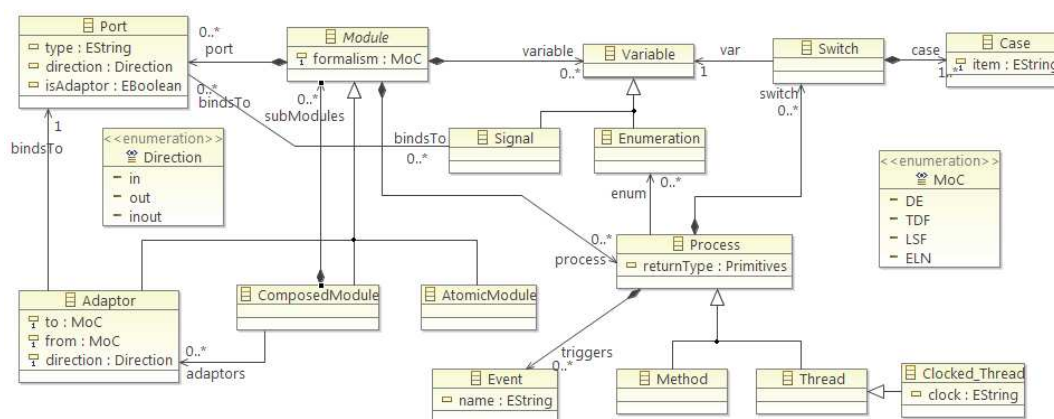 Port
type : EString
direction : Direction
isAdaptor : EBoolean
0..*
port
Module
formalism : MoC
variable
0..*
Variable
var
1
Switch
case
1..*
Case
item : EString
0..*
bindsTo
0..*
subModules
switch
0..*
1
bindsTo
<<enumeration>>
Direction
in
out
inout
bindsTo
0..*
Signal
Enumeration
<<enumeration>>
MoC
DE
TDF
LSF
ELN
enum
0..*
0..*
process
Process
returnType : Primitives
Adaptor
to : MoC
from : MoC
direction : Direction
ComposedModule
AtomicModule
0..*
adaptors
triggers
0..*
Event
name : EString
Method
Thread
Clocked_Thread
clock : EString